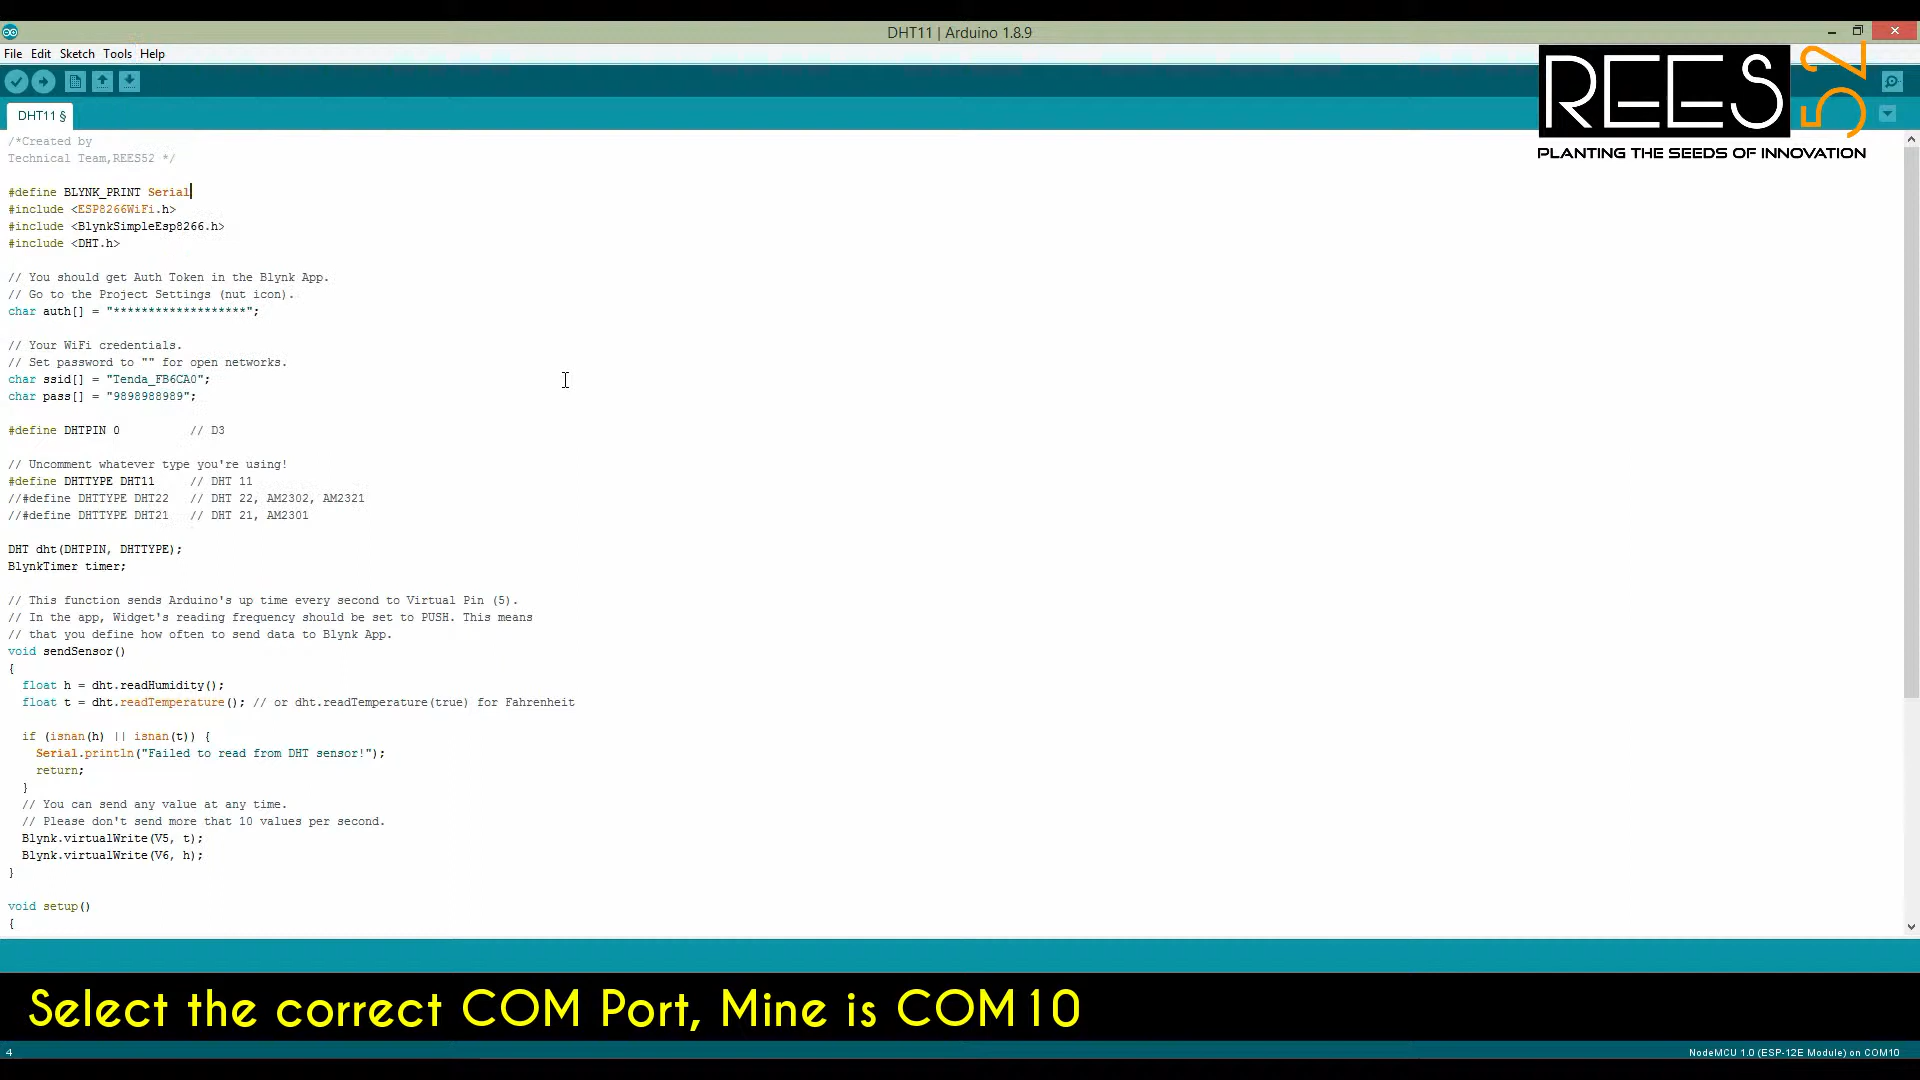 DHT11 | Arduino 1.8.9
File Edit Sketch Tools Help
REES 52
PLANTING THE SEEDS OF INNOVATION
DHT11 §
/*Created by
Technical Team,REES52 */
#define BLYNK_PRINT Serial
#include <ESP8266WiFi.h>
#include <BlynkSimpleEsp8266.h>
#include <DHT.h>
// You should get Auth Token in the Blynk App.
// Go to the Project Settings (nut icon).
char auth[] = "*******************";
// Your WiFi credentials.
// Set password to "" for open networks.
char ssid[] = "Tenda_FB6CA0";
char pass[] = "9898988989";
#define DHTPIN 0          // D3
// Uncomment whatever type you're using!
#define DHTTYPE DHT11     // DHT 11
//#define DHTTYPE DHT22   // DHT 22, AM2302, AM2321
//#define DHTTYPE DHT21   // DHT 21, AM2301
DHT dht(DHTPIN, DHTTYPE);
BlynkTimer timer;
// This function sends Arduino's up time every second to Virtual Pin (5).
// In the app, Widget's reading frequency should be set to PUSH. This means
// that you define how often to send data to Blynk App.
void sendSensor()
{
  float h = dht.readHumidity();
  float t = dht.readTemperature(); // or dht.readTemperature(true) for Fahrenheit
  if (isnan(h) || isnan(t)) {
    Serial.println("Failed to read from DHT sensor!");
    return;
  }
  // You can send any value at any time.
  // Please don't send more that 10 values per second.
  Blynk.virtualWrite(V5, t);
  Blynk.virtualWrite(V6, h);
}
void setup()
{
Select the correct COM Port, Mine is COM10
4
NodeMCU 1.0 (ESP-12E Module) on COM10